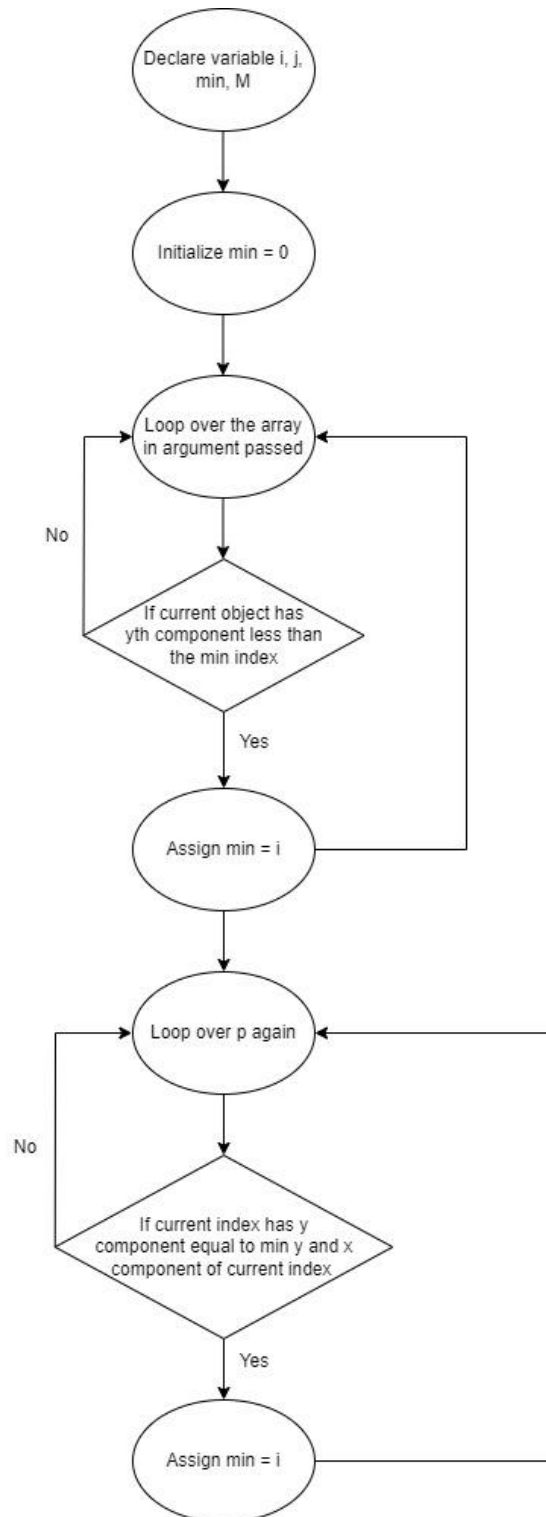 Declare variable i, j,
min, M
Initialize min = 0
Loop over the array
in argument passed
No
If current object has
yth component less than
the min index
Yes
Assign min = i
Loop over p again
No
If current index has y
component equal to min y and x
component of current index
Yes
Assign min = i